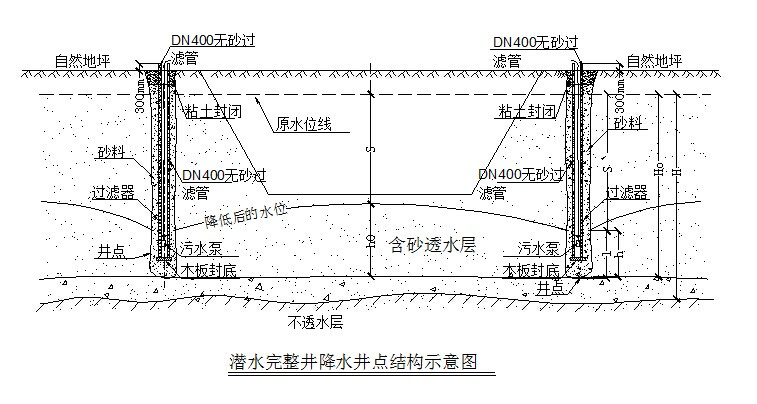 DN400无砂过
滤管
自然地坪
DN400无砂过
滤管
自然地坪
300mm
300mm
粘土封闭
粘土封闭
原水位线
砂料
砂料
S
S
Ho
H
DN400无砂过
滤管
DN400无砂过
滤管
过滤器
过滤器
降低后的水位
h0
含砂透水层
井点
污水泵
污水泵
l
h
木板封底
木板封底
井点
不透水层
潜水完整井降水井点结构示意图